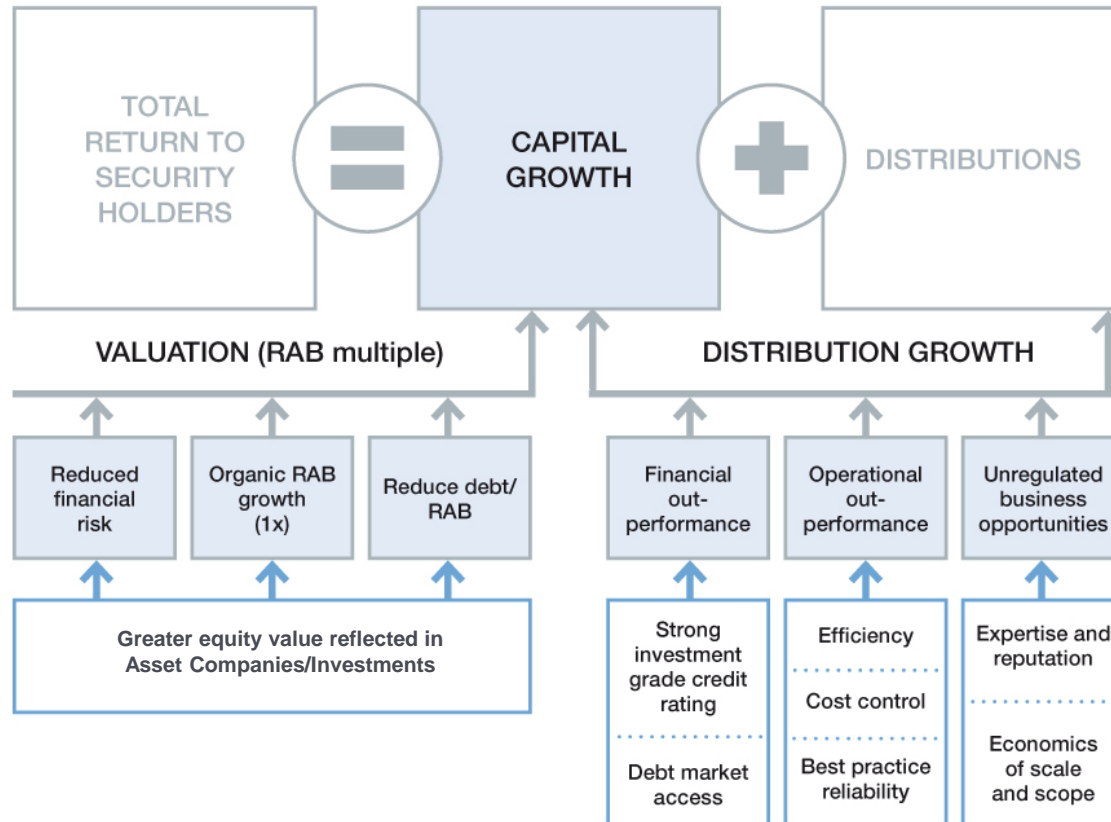 TOTAL
RETURN TO
SECURITY
HOLDERS
CAPITAL
GROWTH
DISTRIBUTIONS
VALUATION (RAB multiple)
DISTRIBUTION GROWTH
Reduced
financial
risk
Organic RAB
growth
(1x)
Reduce debt/
RAB
Financial
out-
performance
Operational
out-
performance
Unregulated
business
opportunities
Greater equity value reflected in
Asset Companies/Investments
Strong
investment
grade credit
rating
Debt market
access
Efficiency
Cost control
Best practice
reliability
Expertise and
reputation
Economics
of scale
and scope